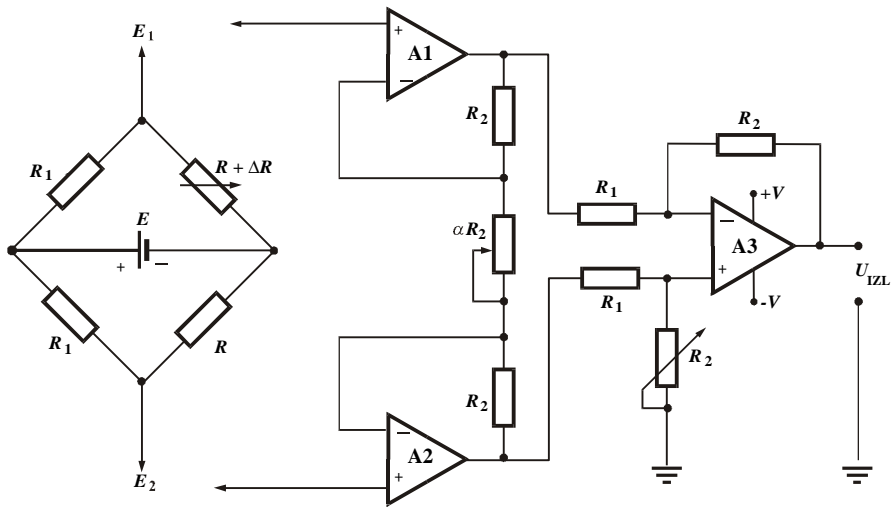 E1
R1
R + ΔR
E
+
−
R1
R
E2
+
A1
−
R2
αR2
R2
−
A2
+
R2
R1
+V
−
A3
+
R1
-V
UIZL
R2